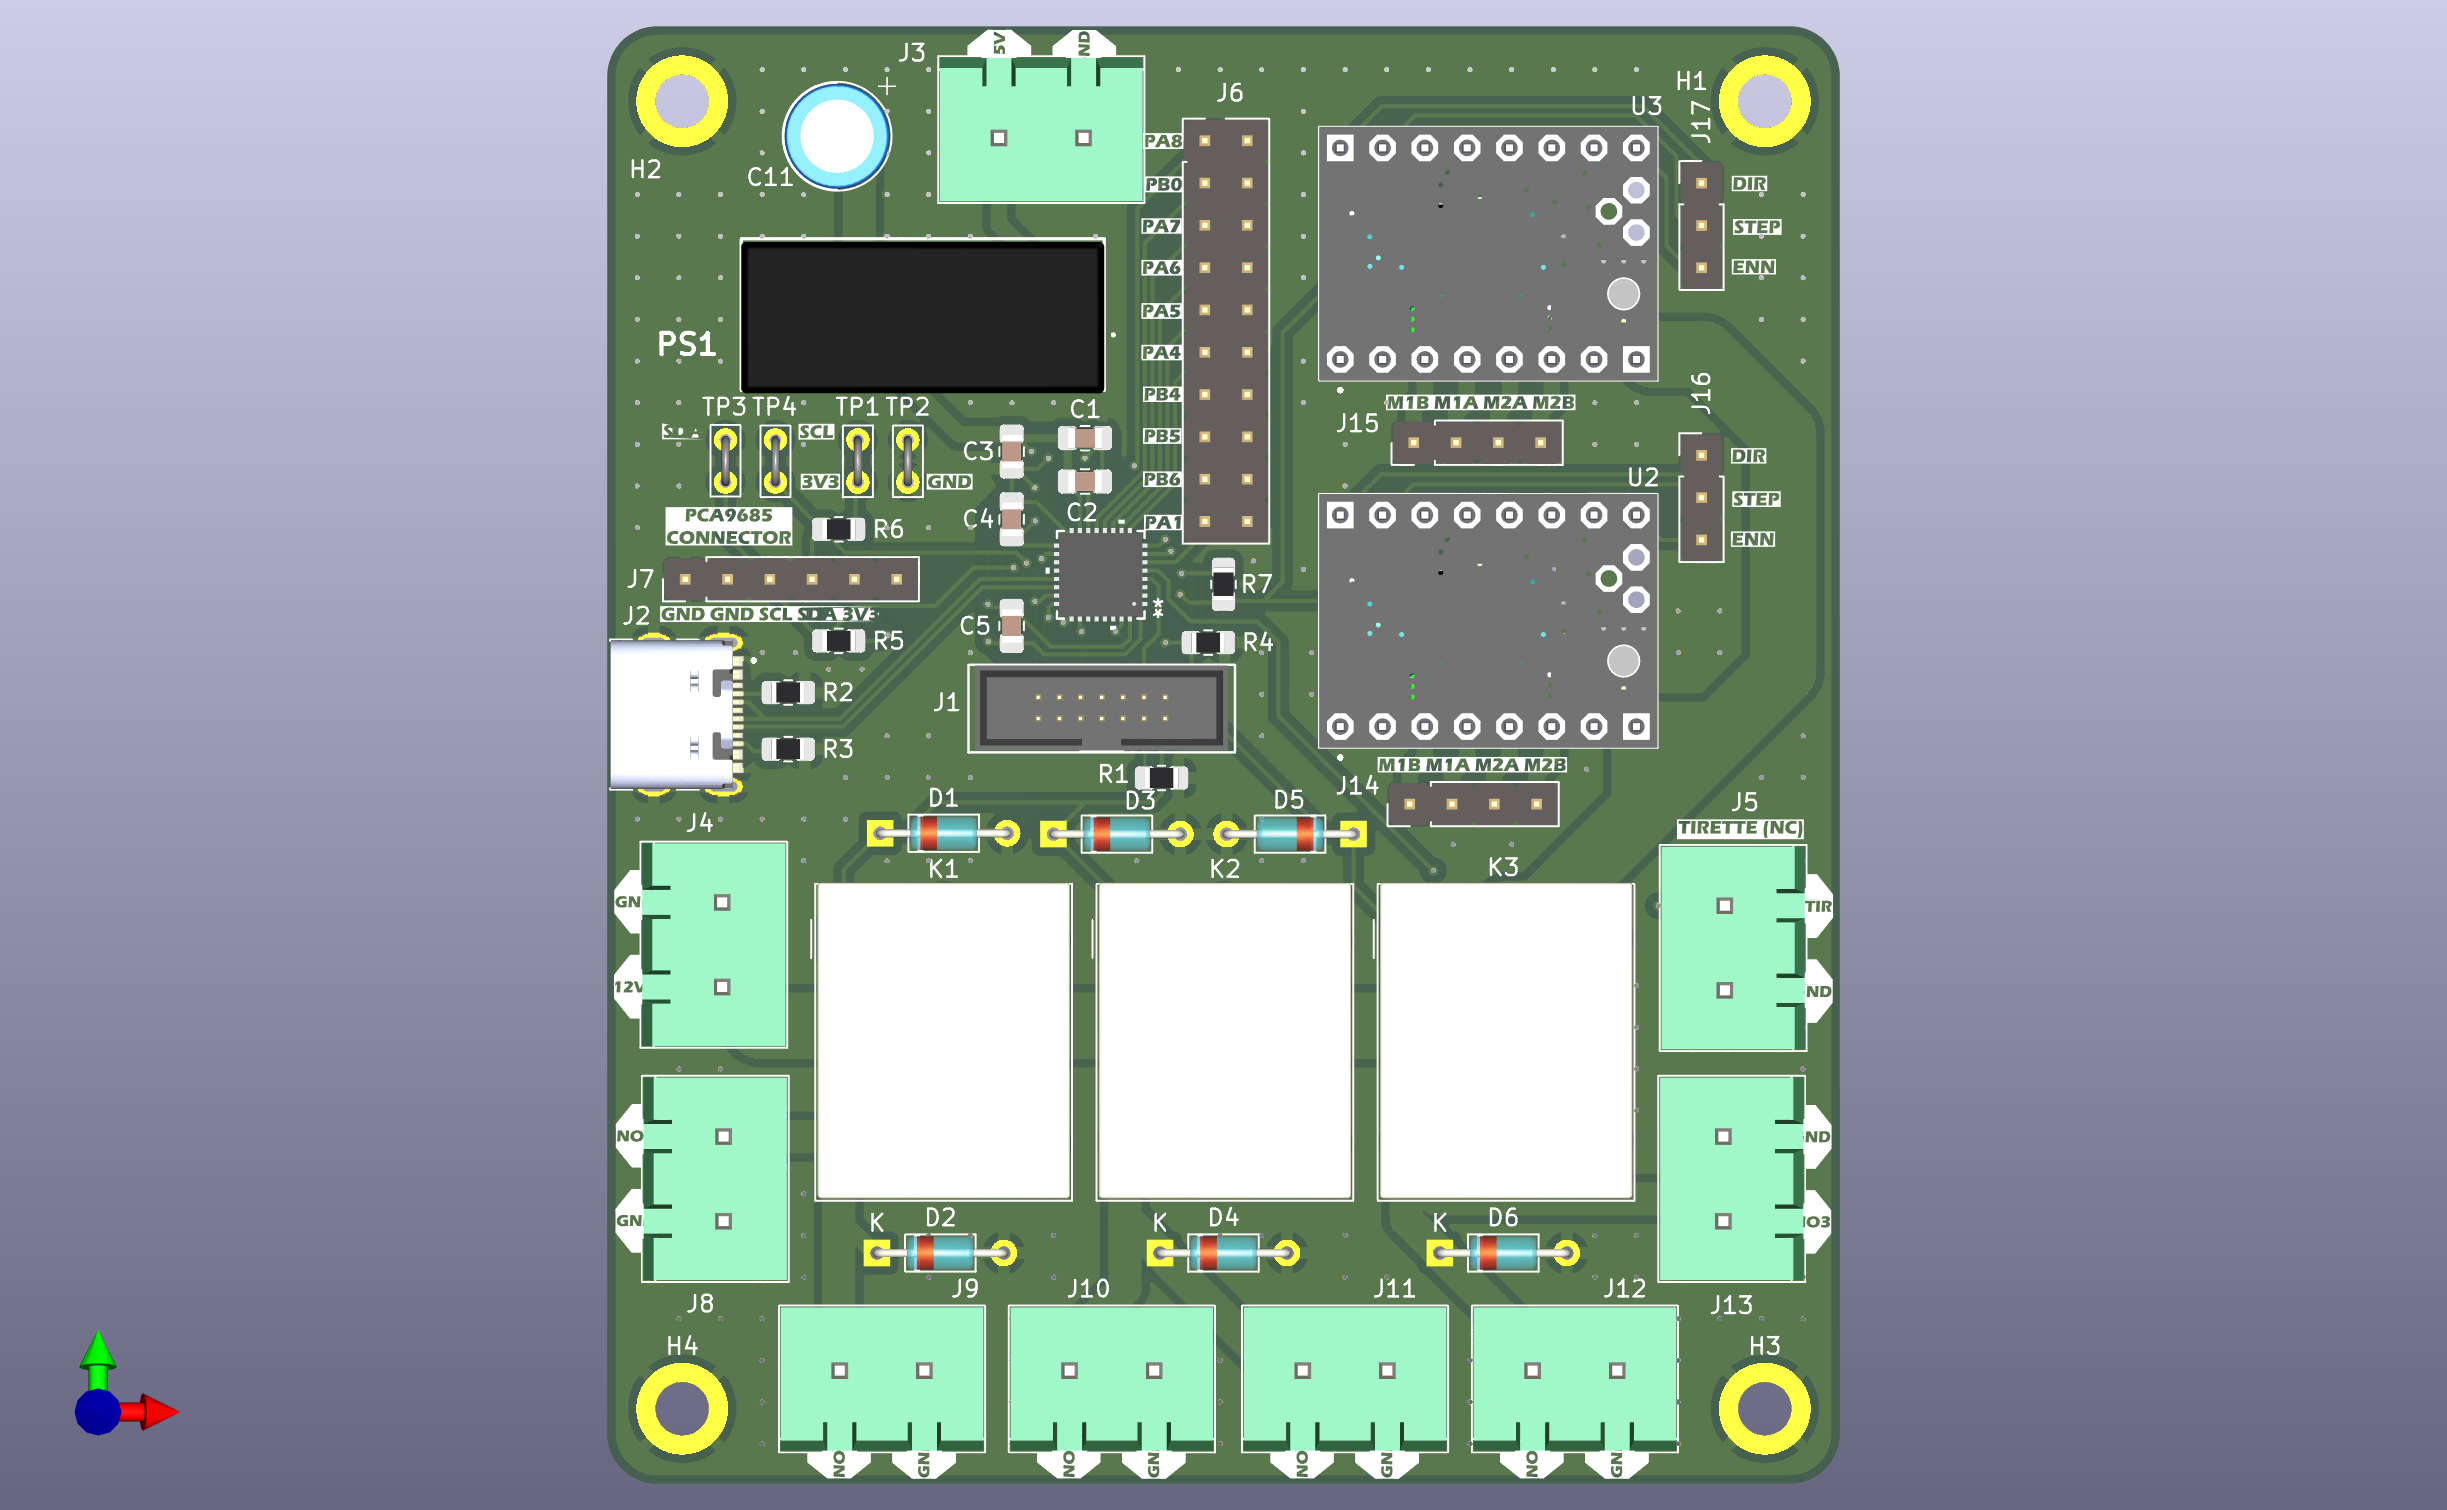 5V
ND
J3
+
C11
H2
J6
PA8
PB0
PA7
PA6
PA5
PA4
PB4
PB5
PB6
PA1
U3
H1
J17
DIR
STEP
ENN
PS1
TP3 TP4 TP1 TP2
SDA SCL
3V3 GND
C1
C3
C2
C4
C5
M1B M1A M2A M2B
J15
J16
U2
DIR
STEP
ENN
PCA9685
CONNECTOR
R6
J7
GND GND SCL SDA 3V3
J2
R5
R7
R4
*
R2
R3
J1
R1
M1B M1A M2A M2B
J14
D1
D3
D5
J4
J5
TIRETTE (NC)
K1
K2
K3
GN
12V
TIR
ND
NO
GN
ND
J8
J13
K D2
K D4
K D6
J9
J10
J11
J12
H4
H3
NO GN NO GN NO GN NO GN